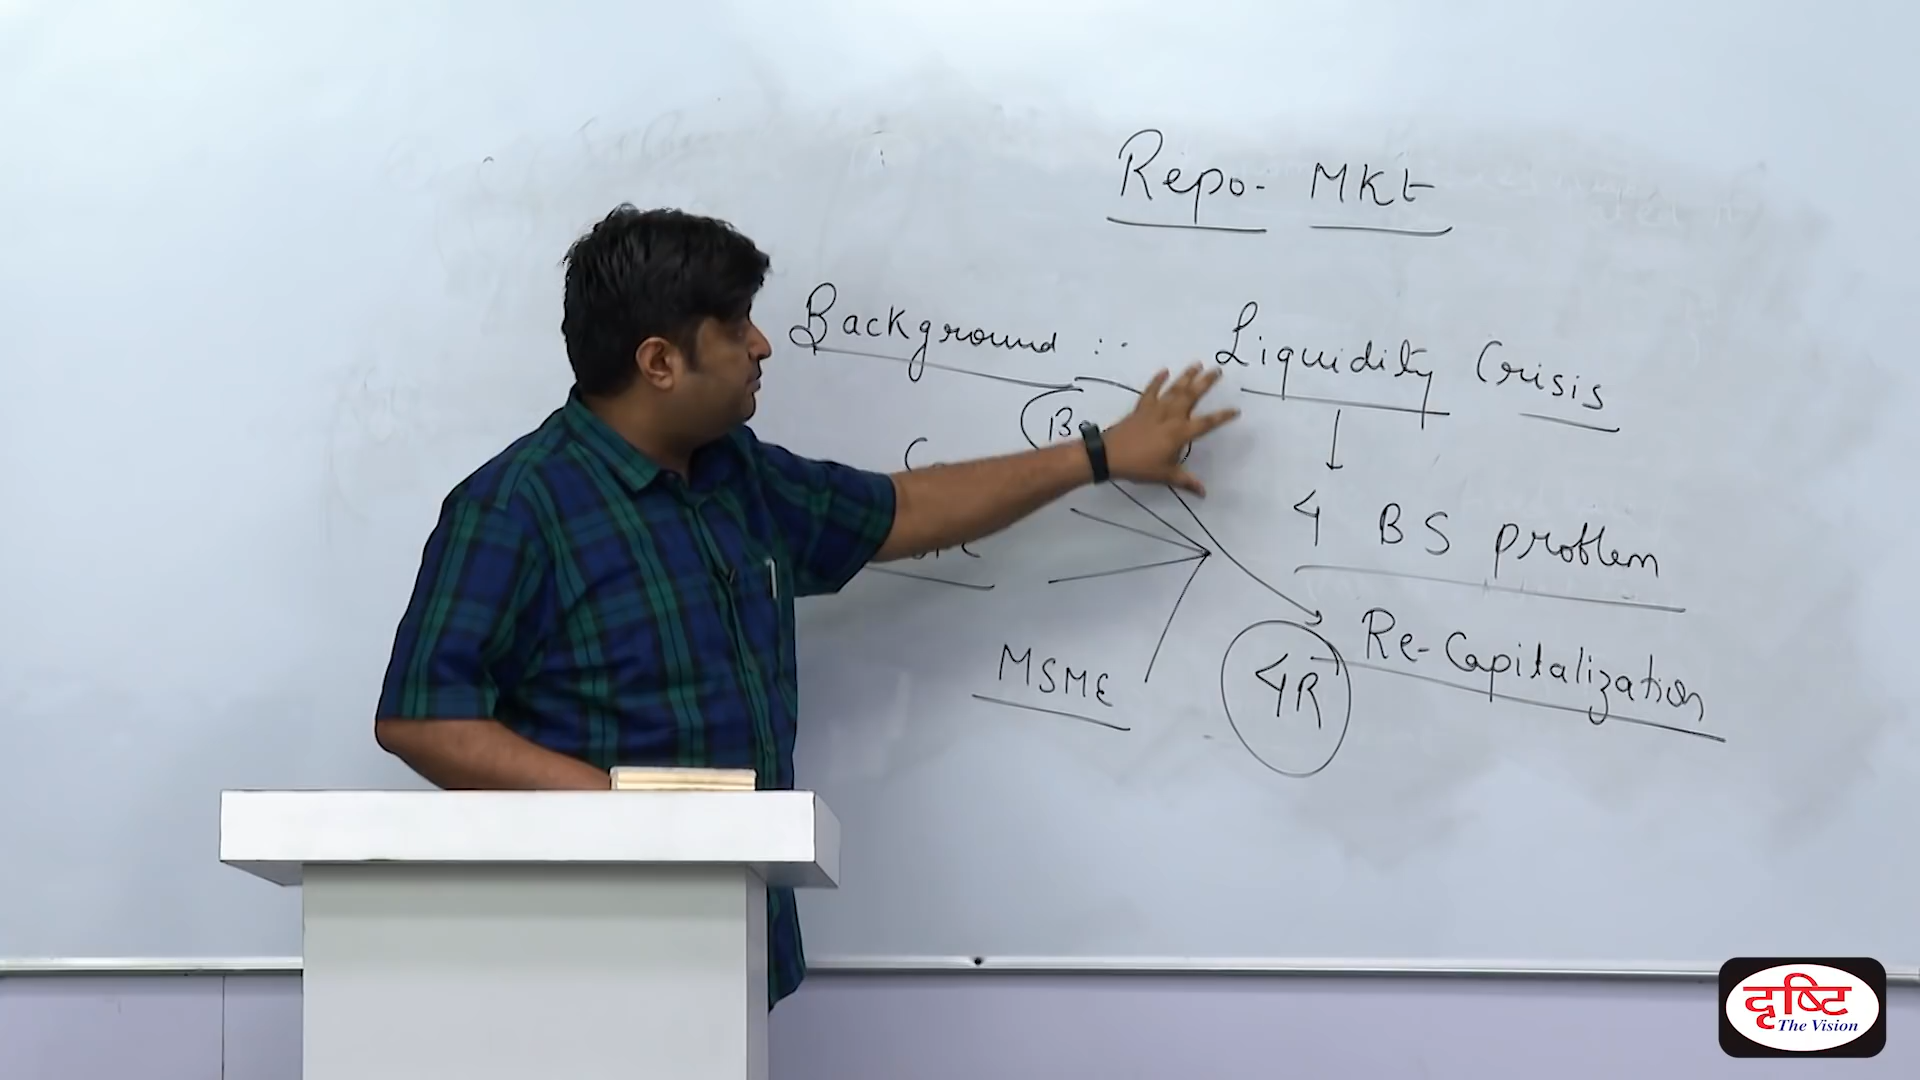 Repo- MKt
Background :- Liquidity Crisis
4 BS problem
Re-Capitalization
MSME
4R
दृष्टि
The Vision